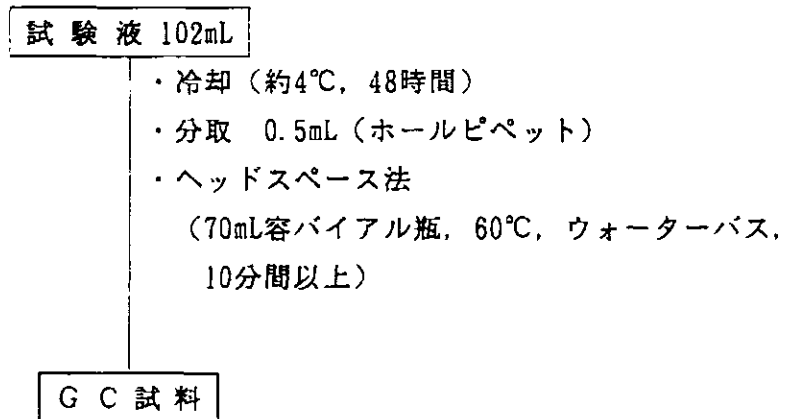 試 験 液 102mL
・冷却（約4℃，48時間）
・分取　0.5mL（ホールピペット）
・ヘッドスペース法
（70mL容バイアル瓶，60℃，ウォーターバス，
10分間以上）
Ｇ Ｃ 試 料